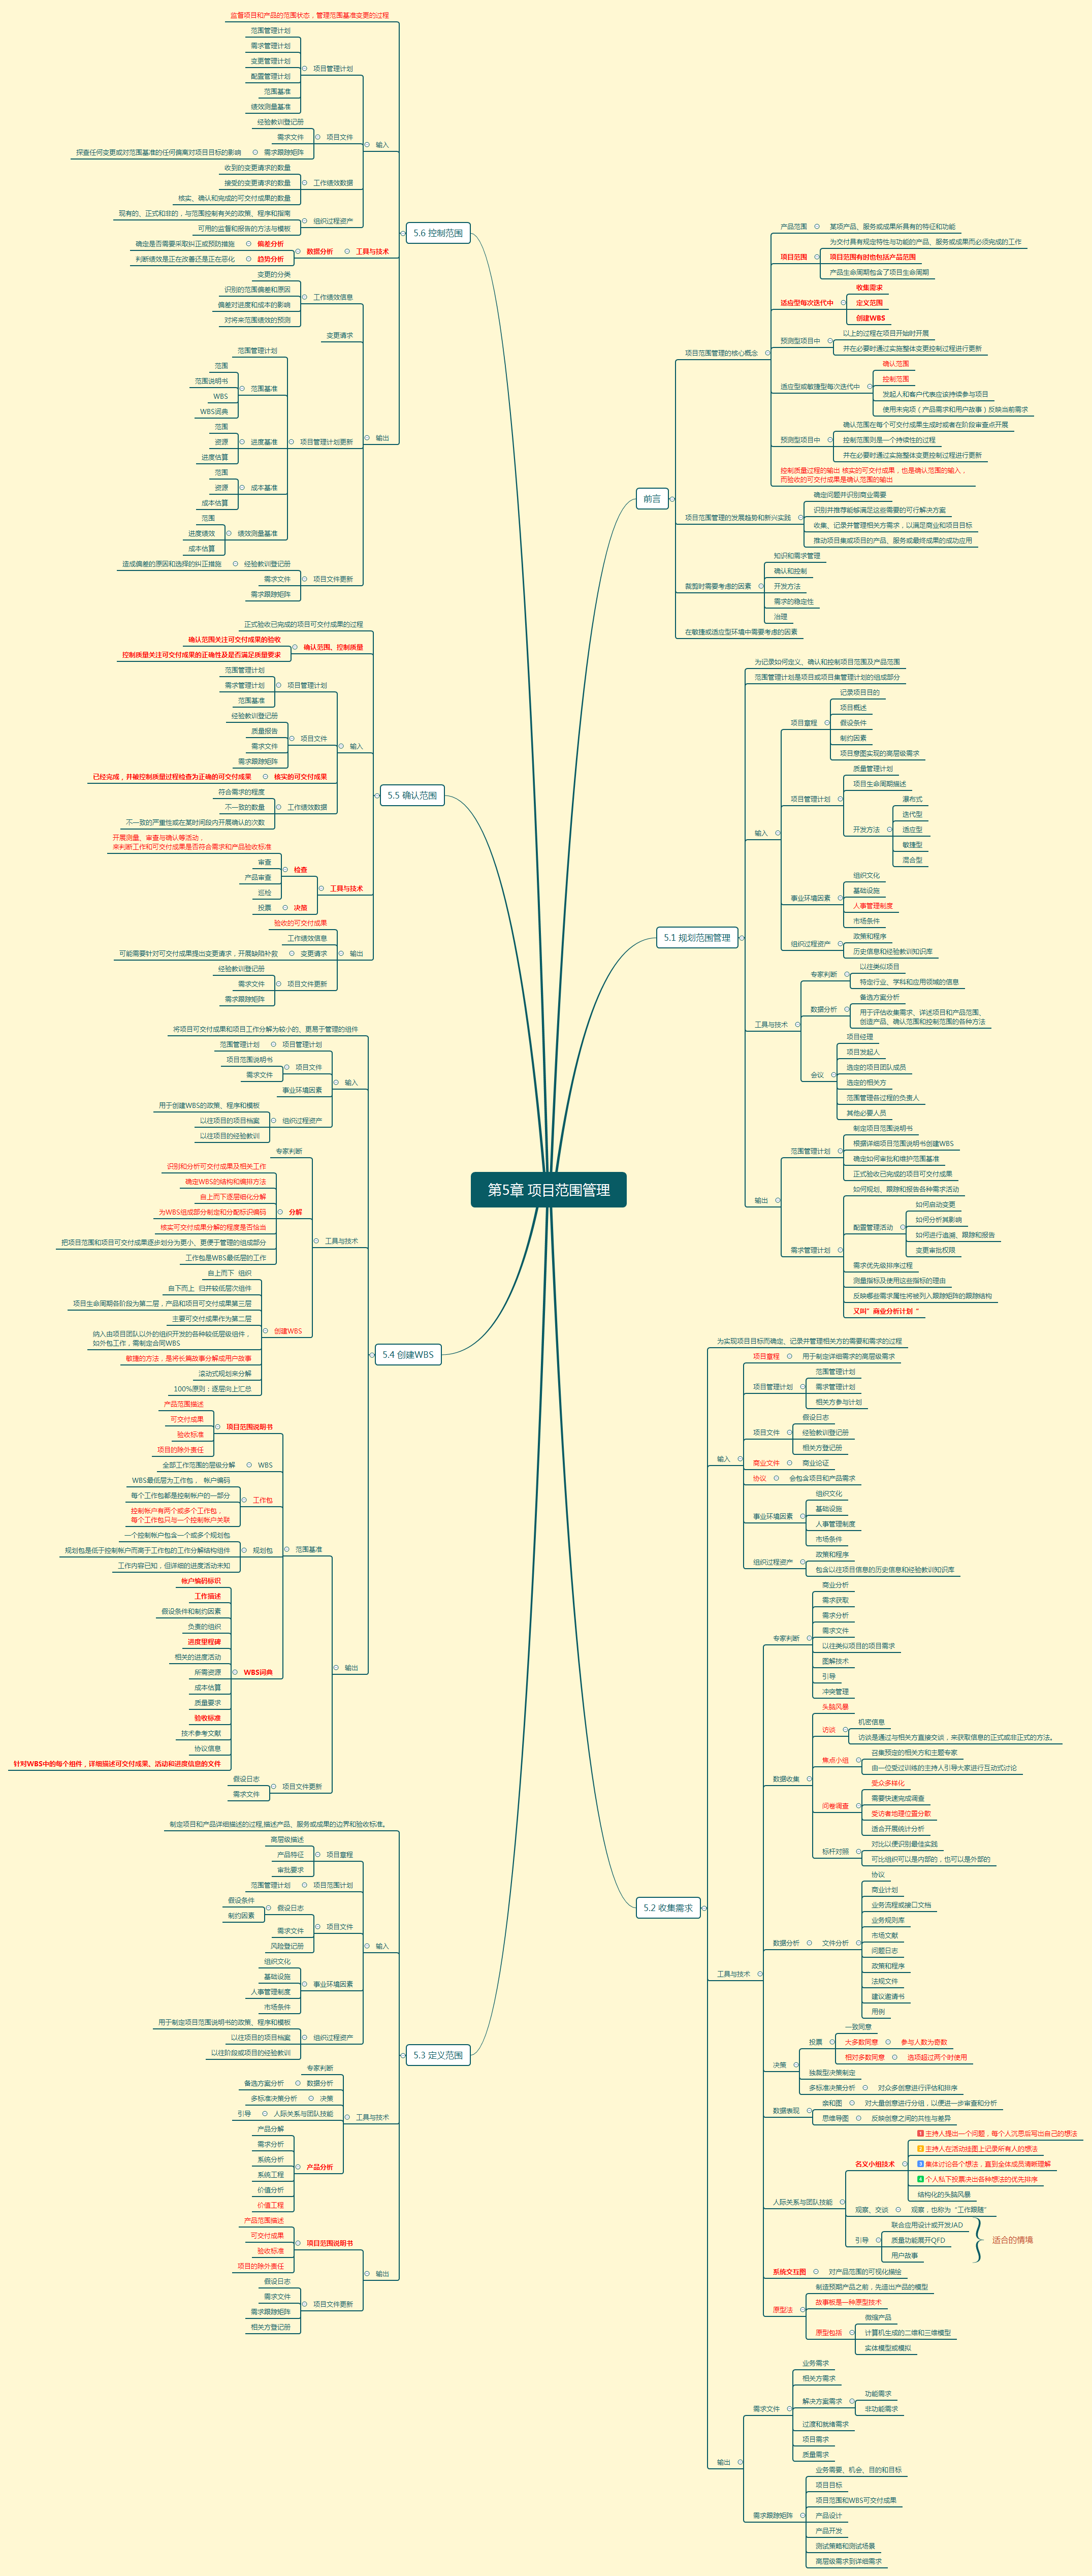 第5章 项目范围管理
前言
项目范围管理的核心概念
产品范围
某项产品、服务或成果所具有的特征和功能
项目范围
为交付具有规定特性与功能的产品、服务或成果而必须完成的工作
项目范围有时也包括产品范围
产品生命周期包含了项目生命周期
适应型每次迭代中
收集需求
定义范围
创建WBS
预测型项目中
以上的过程在项目开始时开展
并在必要时通过实施整体变更控制过程进行更新
适应型或敏捷型每次迭代中
确认范围
控制范围
发起人和客户代表应该持续参与项目
使用未完项（产品需求和用户故事）反映当前需求
预测型项目中
确认范围在每个可交付成果生成时或者在阶段审查点开展
控制范围则是一个持续性的过程
并在必要时通过实施整体变更控制过程进行更新
控制质量过程的输出 核实的可交付成果，也是确认范围的输入，
而验收的可交付成果是确认范围的输出
项目范围管理的发展趋势和新兴实践
确定问题并识别商业需要
识别并推荐能够满足这些需要的可行解决方案
收集、记录并管理相关方需求，以满足商业和项目目标
推动项目集或项目的产品、服务或最终成果的成功应用
裁剪时需要考虑的因素
知识和需求管理
确认和控制
开发方法
需求的稳定性
治理
在敏捷或适应型环境中需要考虑的因素
5.1 规划范围管理
为记录如何定义、确认和控制项目范围及产品范围
范围管理计划是项目或项目集管理计划的组成部分
输入
项目章程
记录项目目的
项目概述
假设条件
制约因素
项目意图实现的高层级需求
项目管理计划
质量管理计划
项目生命周期描述
开发方法
瀑布式
迭代型
适应型
敏捷型
混合型
事业环境因素
组织文化
基础设施
人事管理制度
市场条件
组织过程资产
政策和程序
历史信息和经验教训知识库
工具与技术
专家判断
以往类似项目
特定行业、学科和应用领域的信息
数据分析
备选方案分析
用于评估收集需求、详述项目和产品范围、
创造产品、确认范围和控制范围的各种方法
会议
项目经理
项目发起人
选定的项目团队成员
选定的相关方
范围管理各过程的负责人
其他必要人员
输出
范围管理计划
制定项目范围说明书
根据详细项目范围说明书创建WBS
确定如何审批和维护范围基准
正式验收已完成的项目可交付成果
需求管理计划
如何规划、跟踪和报告各种需求活动
配置管理活动
如何启动变更
如何分析其影响
如何进行追溯、跟踪和报告
变更审批权限
需求优先级排序过程
测量指标及使用这些指标的理由
反映哪些需求属性将被列入跟踪矩阵的跟踪结构
又叫“商业分析计划 “
5.2 收集需求
为实现项目目标而确定、记录并管理相关方的需要和需求的过程
输入
项目章程
用于制定详细需求的高层级需求
项目管理计划
范围管理计划
需求管理计划
相关方参与计划
项目文件
假设日志
经验教训登记册
相关方登记册
商业文件
商业论证
协议
会包含项目和产品需求
事业环境因素
组织文化
基础设施
人事管理制度
市场条件
组织过程资产
政策和程序
包含以往项目信息的历史信息和经验教训知识库
工具与技术
专家判断
商业分析
需求获取
需求分析
需求文件
以往类似项目的项目需求
图解技术
引导
冲突管理
数据收集
头脑风暴
访谈
机密信息
访谈是通过与相关方直接交谈，来获取信息的正式或非正式的方法。
焦点小组
召集预定的相关方和主题专家
由一位受过训练的主持人引导大家进行互动式讨论
问卷调查
受众多样化
需要快速完成调查
受访者地理位置分散
适合开展统计分析
标杆对照
对比以便识别最佳实践
可比组织可以是内部的，也可以是外部的
数据分析
文件分析
协议
商业计划
业务流程或接口文档
业务规则库
市场文献
问题日志
政策和程序
法规文件
建议邀请书
用例
决策
投票
一致同意
大多数同意
参与人数为奇数
相对多数同意
选项超过两个时使用
独裁型决策制定
多标准决策分析
对众多创意进行评估和排序
数据表现
亲和图
对大量创意进行分组，以便进一步审查和分析
思维导图
反映创意之间的共性与差异
人际关系与团队技能
名义小组技术
1 主持人提出一个问题，每个人沉思后写出自己的想法
2 主持人在活动挂图上记录所有人的想法
3 集体讨论各个想法，直到全体成员清晰理解
4 个人私下投票决出各种想法的优先排序
结构化的头脑风暴
观察、交谈
观察，也称为“工作跟随”
引导
联合应用设计或开发JAD
质量功能展开QFD
用户故事
适合的情境
系统交互图
对产品范围的可视化描绘
原型法
制造预期产品之前，先造出产品的模型
故事板是一种原型技术
原型包括
微缩产品
计算机生成的二维和三维模型
实体模型或模拟
输出
需求文件
业务需求
相关方需求
解决方案需求
功能需求
非功能需求
过渡和就绪需求
项目需求
质量需求
需求跟踪矩阵
业务需要、机会、目的和目标
项目目标
项目范围和WBS可交付成果
产品设计
产品开发
测试策略和测试场景
高层级需求到详细需求
5.3 定义范围
制定项目和产品详细描述的过程,描述产品、服务或成果的边界和验收标准。
输入
项目章程
高层级描述
产品特征
审批要求
项目范围计划
范围管理计划
项目文件
假设日志
假设条件
制约因素
需求文件
风险登记册
事业环境因素
组织文化
基础设施
人事管理制度
市场条件
组织过程资产
用于制定项目范围说明书的政策、程序和模板
以往项目的项目档案
以往阶段或项目的经验教训
工具与技术
专家判断
数据分析
备选方案分析
决策
多标准决策分析
人际关系与团队技能
引导
产品分析
产品分解
需求分析
系统分析
系统工程
价值分析
价值工程
输出
项目范围说明书
产品范围描述
可交付成果
验收标准
项目的除外责任
项目文件更新
假设日志
需求文件
需求跟踪矩阵
相关方登记册
5.4 创建WBS
将项目可交付成果和项目工作分解为较小的、更易于管理的组件
输入
项目管理计划
范围管理计划
项目文件
项目范围说明书
需求文件
事业环境因素
组织过程资产
用于创建WBS的政策、程序和模板
以往项目的项目档案
以往项目的经验教训
工具与技术
专家判断
分解
识别和分析可交付成果及相关工作
确定WBS的结构和编排方法
自上而下逐层细化分解
为WBS组成部分制定和分配标识编码
核实可交付成果分解的程度是否恰当
把项目范围和项目可交付成果逐步划分为更小、更便于管理的组成部分
工作包是WBS最低层的工作
创建WBS
自上而下 组织
自下而上 归并较低层次组件
项目生命周期各阶段为第二层，产品和项目可交付成果第三层
主要可交付成果作为第二层
纳入由项目团队以外的组织开发的各种较低层级组件，
如外包工作，需制定合同WBS
敏捷的方法，是将长篇故事分解成用户故事
滚动式规划来分解
100%原则：逐层向上汇总
输出
范围基准
项目范围说明书
产品范围描述
可交付成果
验收标准
项目的除外责任
WBS
全部工作范围的层级分解
工作包
WBS最低层为工作包， 帐户编码
每个工作包都是控制帐户的一部分
控制帐户有两个或多个工作包，
每个工作包只与一个控制帐户关联
规划包
一个控制帐户包含一个或多个规划包
规划包是低于控制帐户而高于工作包的工作分解结构组件
工作内容已知，但详细的进度活动未知
WBS词典
帐户编码标识
工作描述
假设条件和制约因素
负责的组织
进度里程碑
相关的进度活动
所需资源
成本估算
质量要求
验收标准
技术参考文献
协议信息
针对WBS中的每个组件，详细描述可交付成果、活动和进度信息的文件
项目文件更新
假设日志
需求文件
5.5 确认范围
正式验收已完成的项目可交付成果的过程
确认范围、控制质量
确认范围关注可交付成果的验收
控制质量关注可交付成果的正确性及是否满足质量要求
输入
项目管理计划
范围管理计划
需求管理计划
范围基准
项目文件
经验教训登记册
质量报告
需求文件
需求跟踪矩阵
核实的可交付成果
已经完成，并被控制质量过程检查为正确的可交付成果
工作绩效数据
符合需求的程度
不一致的数量
不一致的严重性或在某时间段内开展确认的次数
工具与技术
检查
开展测量、审查与确认等活动，
来判断工作和可交付成果是否符合需求和产品验收标准
审查
产品审查
巡检
决策
投票
输出
验收的可交付成果
工作绩效信息
变更请求
可能需要针对可交付成果提出变更请求，开展缺陷补救
项目文件更新
经验教训登记册
需求文件
需求跟踪矩阵
5.6 控制范围
监督项目和产品的范围状态，管理范围基准变更的过程
输入
项目管理计划
范围管理计划
需求管理计划
变更管理计划
配置管理计划
范围基准
绩效测量基准
项目文件
经验教训登记册
需求文件
需求跟踪矩阵
探查任何变更或对范围基准的任何偏离对项目目标的影响
工作绩效数据
收到的变更请求的数量
接受的变更请求的数量
核实、确认和完成的可交付成果的数量
组织过程资产
现有的、正式和非的，与范围控制有关的政策、程序和指南
可用的监督和报告的方法与模板
工具与技术
数据分析
偏差分析
确定是否需要采取纠正或预防措施
趋势分析
判断绩效是正在改善还是正在恶化
输出
工作绩效信息
变更的分类
识别的范围偏差和原因
偏差对进度和成本的影响
对将来范围绩效的预测
变更请求
项目管理计划更新
范围管理计划
范围基准
范围
范围说明书
WBS
WBS词典
进度基准
范围
资源
进度估算
成本基准
范围
资源
成本估算
绩效测量基准
范围
进度绩效
成本估算
项目文件更新
经验教训登记册
造成偏差的原因和选择的纠正措施
需求文件
需求跟踪矩阵